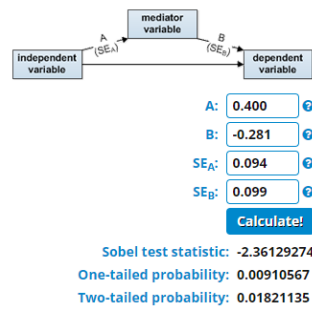 mediator
variable
A
(SEA)
B
(SEB)
independent
variable
dependent
variable
A: 0.400 ?
B: -0.281 ?
SEA: 0.094 ?
SEB: 0.099 ?
Calculate!
Sobel test statistic: -2.36129274
One-tailed probability: 0.00910567
Two-tailed probability: 0.01821135